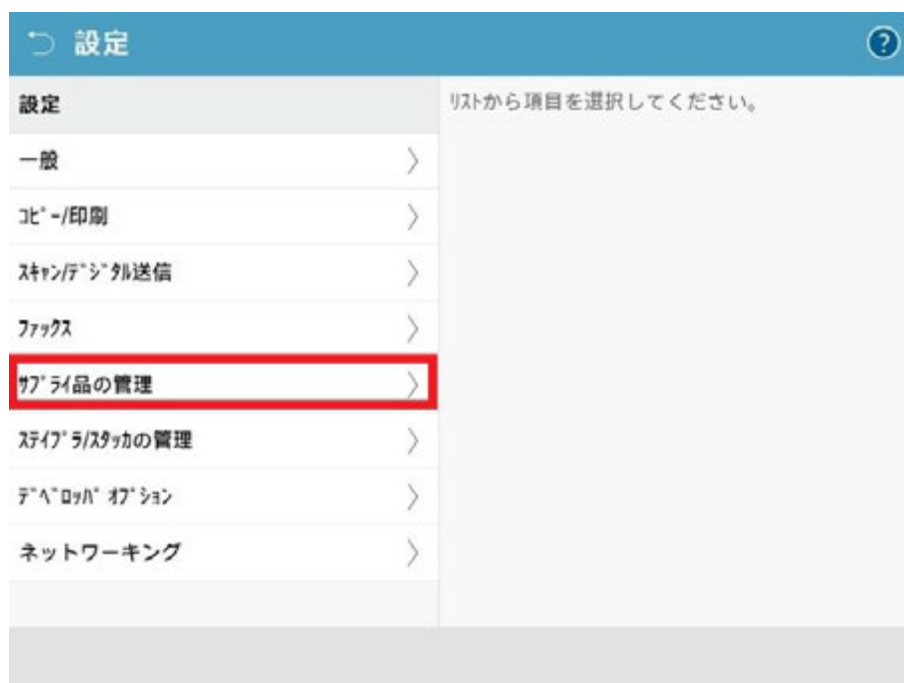 設定
?
設定
リストから項目を選択してください。
一般
コピー/印刷
スキャン/デジタル送信
ファックス
サプライ品の管理
ステイプラ/スタッカの管理
デベロッパ オプション
ネットワーキング